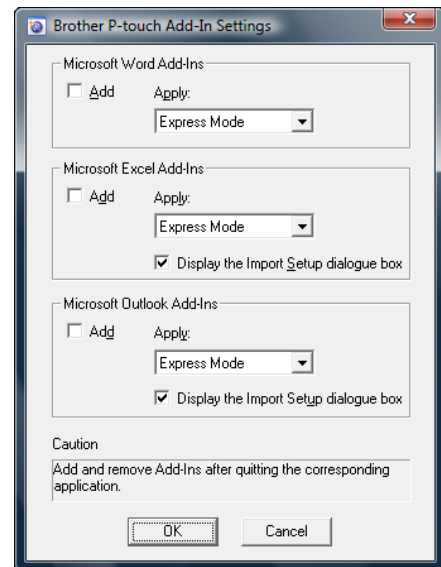 Brother P-touch Add-In Settings
Microsoft Word Add-Ins
Add Apply:
Express Mode
Microsoft Excel Add-Ins
Add Apply:
Express Mode
Display the Import Setup dialogue box
Microsoft Outlook Add-Ins
Add Apply:
Express Mode
Display the Import Setup dialogue box
Caution
Add and remove Add-Ins after quitting the corresponding
application.
OK Cancel